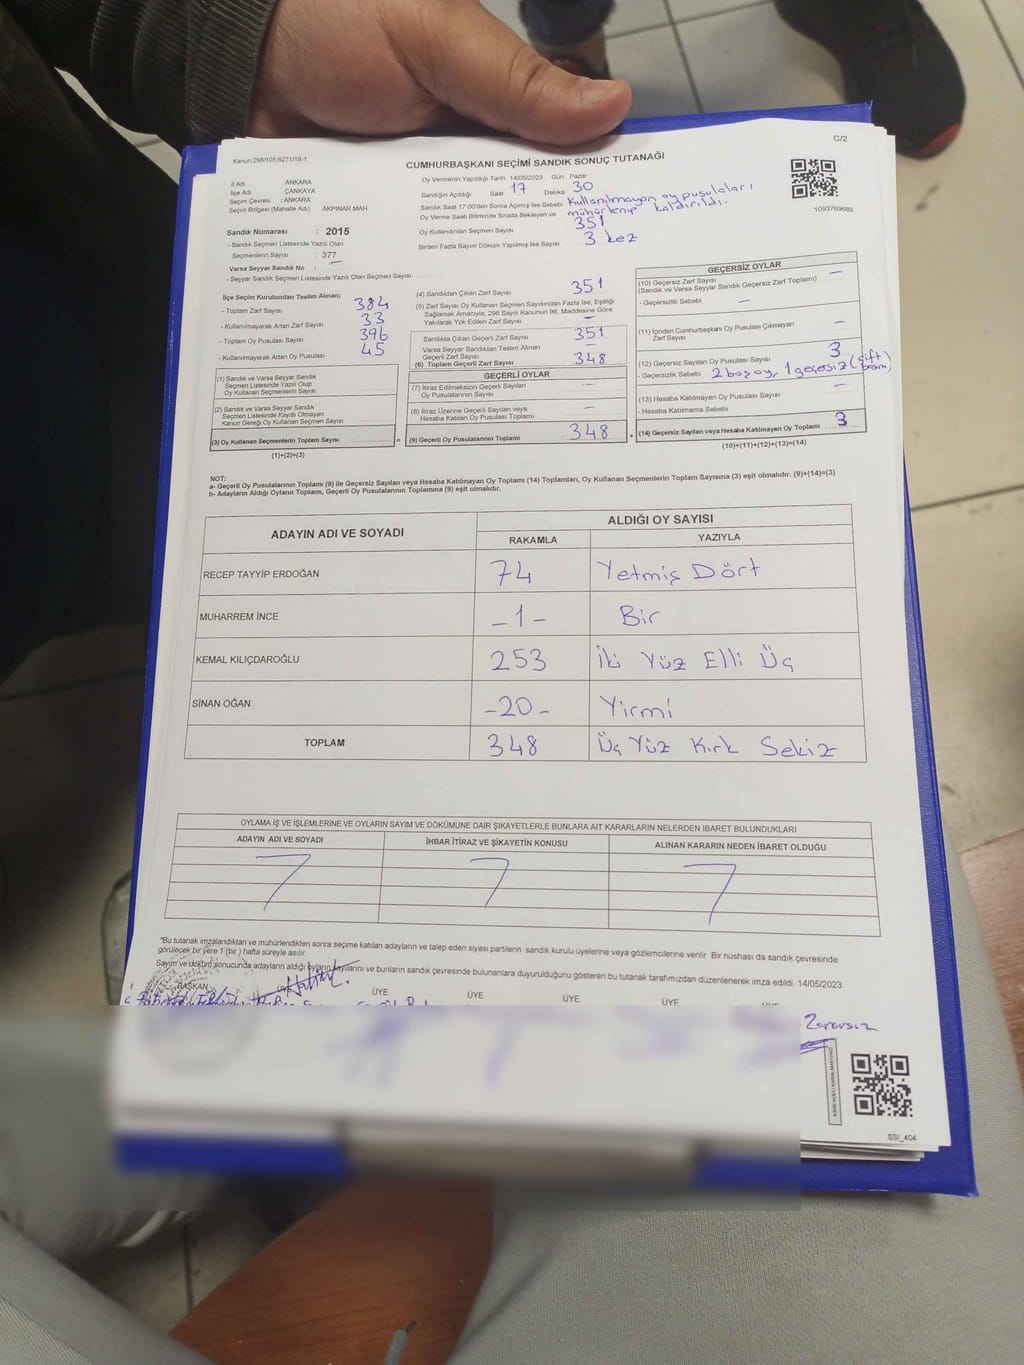 C/2
Kanun:298/105;6271/18-1
CUMHURBAŞKANI SEÇİMİ SANDIK SONUÇ TUTANAĞI
İl Adı : ANKARA
İlçe Adı : ÇANKAYA
Seçim Çevresi : ANKARA
Seçim Bölgesi (Mahalle Adı) : AKPINAR MAH
Sandık Numarası : 2015
- Sandık Seçmen Listesinde Yazılı Olan
Seçmenlerin Sayısı : 377
Varsa Seyyar Sandık No : –
- Seyyar Sandık Seçmen Listesinde Yazılı Olan Seçmen Sayısı
Oy Vermenin Yapıldığı Tarih :14/05/2023 Gün Pazar
Sandığın Açıldığı Saat 17 Dakika 30
Sandık Saat 17.00'den Sonra Açılmış İse Sebebi Kullanılmayan oy pusulaları
mühürlenip kaldırıldı.
Oy Verme Saati Bitiminde Sırada Bekleyen ve
Oy Kullandırılan Seçmen Sayısı 351
Birden Fazla Sayım Döküm Yapılmış İse Sayısı 3 kez
1093769689
İlçe Seçim Kurulundan Teslim Alınan;
- Toplam Zarf Sayısı 384
- Kullanılmayarak Artan Zarf Sayısı 33
- Toplam Oy Pusulası Sayısı 396
- Kullanılmayarak Artan Oy Pusulası 45
(1) Sandık ve Varsa Seyyar Sandık
Seçmen Listesinde Yazılı Olup
Oy Kullanan Seçmenlerin Sayısı
(2) Sandık ve Varsa Seyyar Sandık
Seçmen Listesinde Kayıtlı Olmayan
Kanun Gereği Oy Kullanan Seçmen Sayısı
(3) Oy Kullanan Seçmenlerin Toplam Sayısı =
(1)+(2)=(3)
(4) Sandıktan Çıkan Zarf Sayısı 351
(5) Zarf Sayısı Oy Kullanan Seçmen Sayısından Fazla İse, Eşitliği
Sağlamak Amacıyla, 298 Sayılı Kanunun 98. Maddesine Göre
Yakılarak Yok Edilen Zarf Sayısı –
Sandıkta Çıkan Geçerli Zarf Sayısı 351
Varsa Seyyar Sandıktan Teslim Alınan
Geçerli Zarf Sayısı –
(6) Toplam Geçerli Zarf Sayısı 348
GEÇERLİ OYLAR
(7) İtiraz Edilmeksizin Geçerli Sayılan
Oy Pusulalarının Sayısı –
(8) İtiraz Üzerine Geçerli Sayılan veya
Hesaba Katılan Oy Pusulası Toplamı –
(9) Geçerli Oy Pusulalarının Toplamı : 348 +
GEÇERSİZ OYLAR
(10) Geçersiz Zarf Sayısı –
(Sandık ve Varsa Seyyar Sandık Geçersiz Zarf Toplamı)
- Geçersizlik Sebebi –
(11) İçinden Cumhurbaşkanı Oy Pusulası Çıkmayan
Zarf Sayısı –
(12) Geçersiz Sayılan Oy Pusulası Sayısı 3
- Geçersizlik Sebebi 2 boş oy, 1 geçersiz (çift
basım)
(13) Hesaba Katılmayan Oy Pusulası Sayısı –
- Hesaba Katılmama Sebebi
(14) Geçersiz Sayılan veya Hesaba Katılmayan Oy Toplamı 3
(10)+(11)+(12)+(13)=(14)
NOT:
a- Geçerli Oy Pusulalarının Toplamı (9) ile Geçersiz Sayılan veya Hesaba Katılmayan Oy Toplamı (14) Toplamları, Oy Kullanan Seçmenlerin Toplam Sayısına (3) eşit olmalıdır. (9)+(14)=(3)
b- Adayların Aldığı Oyların Toplamı, Geçerli Oy Pusulalarının Toplamına (9) eşit olmalıdır.
ADAYIN ADI VE SOYADI
ALDIĞI OY SAYISI
RAKAMLA YAZIYLA
RECEP TAYYİP ERDOĞAN 74 Yetmiş Dört
MUHARREM İNCE – 1 – Bir
KEMAL KILIÇDAROĞLU 253 İki Yüz Elli Üç
SİNAN OĞAN – 20 – Yirmi
TOPLAM 348 Üç Yüz Kırk Sekiz
OYLAMA İŞ VE İŞLEMLERİNE VE OYLARIN SAYIM VE DÖKÜMÜNE DAİR ŞİKAYETLERLE BUNLARA AİT KARARLARIN NELERDEN İBARET BULUNDUKLARI
ADAYIN ADI VE SOYADI İHBAR İTİRAZ VE ŞİKAYETİN KONUSU ALINAN KARARIN NEDEN İBARET OLDUĞU
*Bu tutanak imzalandıktan ve mühürlendikten sonra seçime katılan adayların ve talep eden siyasi partilerin sandık kurulu üyelerine veya gözlemcilerine verilir. Bir nüshası da sandık çevresinde
görülecek bir yere 1 (bir ) hafta süreyle asılır.
Sayım ve döküm sonucunda adayların aldığı oyların sayılarını ve bunların sandık çevresinde bulunanlara duyurulduğunu gösteren bu tutanak tarafımızdan düzenlenerek imza edildi. 14/05/2023
BAŞKAN ÜYE ÜYE ÜYE ÜYE ÜYE
SSI_404